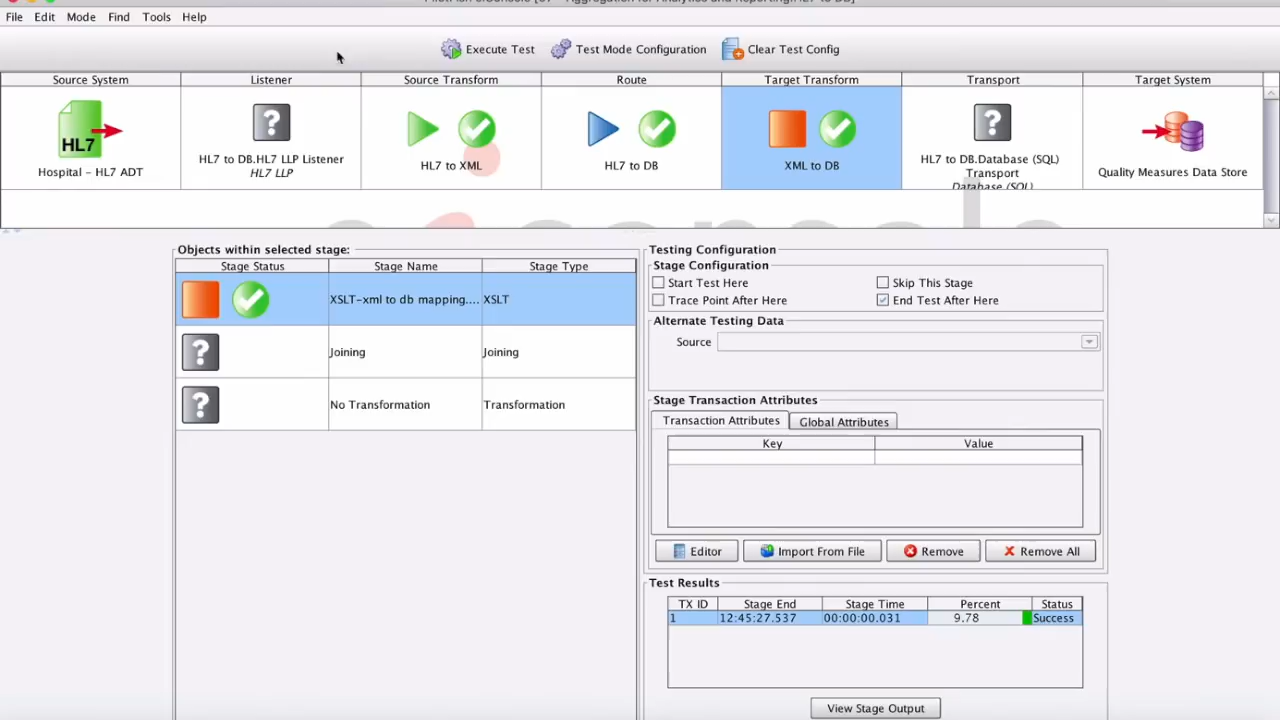 File Edit Mode Find Tools Help
Execute Test Test Mode Configuration Clear Test Config
Source System Listener Source Transform Route Target Transform Transport Target System
HL7
Hospital - HL7 ADT
HL7 to DB.HL7 LLP Listener
HL7 LLP
HL7 to XML
HL7 to DB
XML to DB
HL7 to DB.Database (SQL)
Transport
Database (SQL)
Quality Measures Data Store
Objects within selected stage:
Stage Status Stage Name Stage Type
XSLT-xml to db mapping.... XSLT
Joining Joining
No Transformation Transformation
Testing Configuration
Stage Configuration
Start Test Here Skip This Stage
Trace Point After Here End Test After Here
Alternate Testing Data
Source
Stage Transaction Attributes
Transaction Attributes Global Attributes
Key Value
Editor Import From File Remove Remove All
Test Results
TX ID Stage End Stage Time Percent Status
1 12:45:27.537 00:00:00.031 9.78 Success
View Stage Output